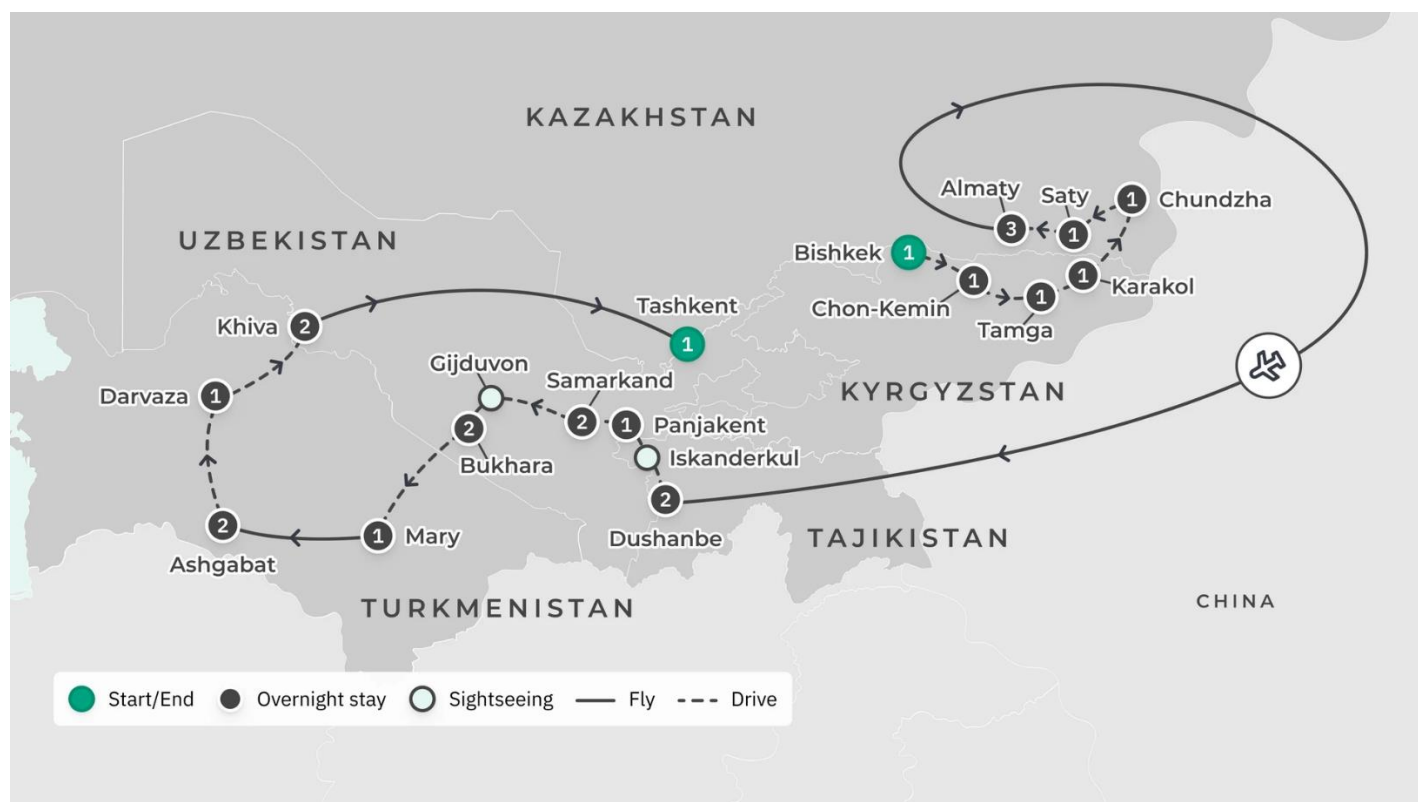 KAZAKHSTAN
Almaty
Saty
1
Chundzha
3
1
UZBEKISTAN
Bishkek
1
1
1
1
Karakol
Chon-Kemin
Tamga
Tashkent
Khiva
2
1
Gijduvon
Samarkand
Darvaza
1
KYRGYZSTAN
2
1
Panjakent
2
Bukhara
Iskanderkul
2
Dushanbe
2
1
Mary
TAJIKISTAN
Ashgabat
TURKMENISTAN
CHINA
Start/End
Overnight stay
Sightseeing
Fly
Drive